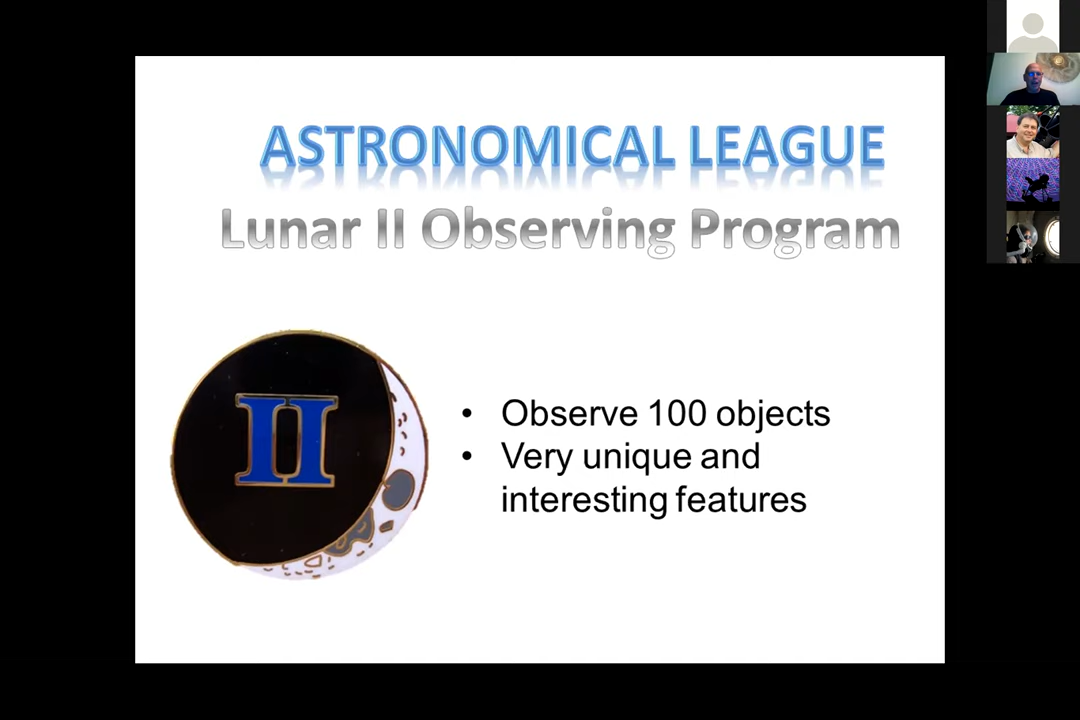 ASTRONOMICAL LEAGUE
Lunar II Observing Program
II
• Observe 100 objects
• Very unique and
interesting features